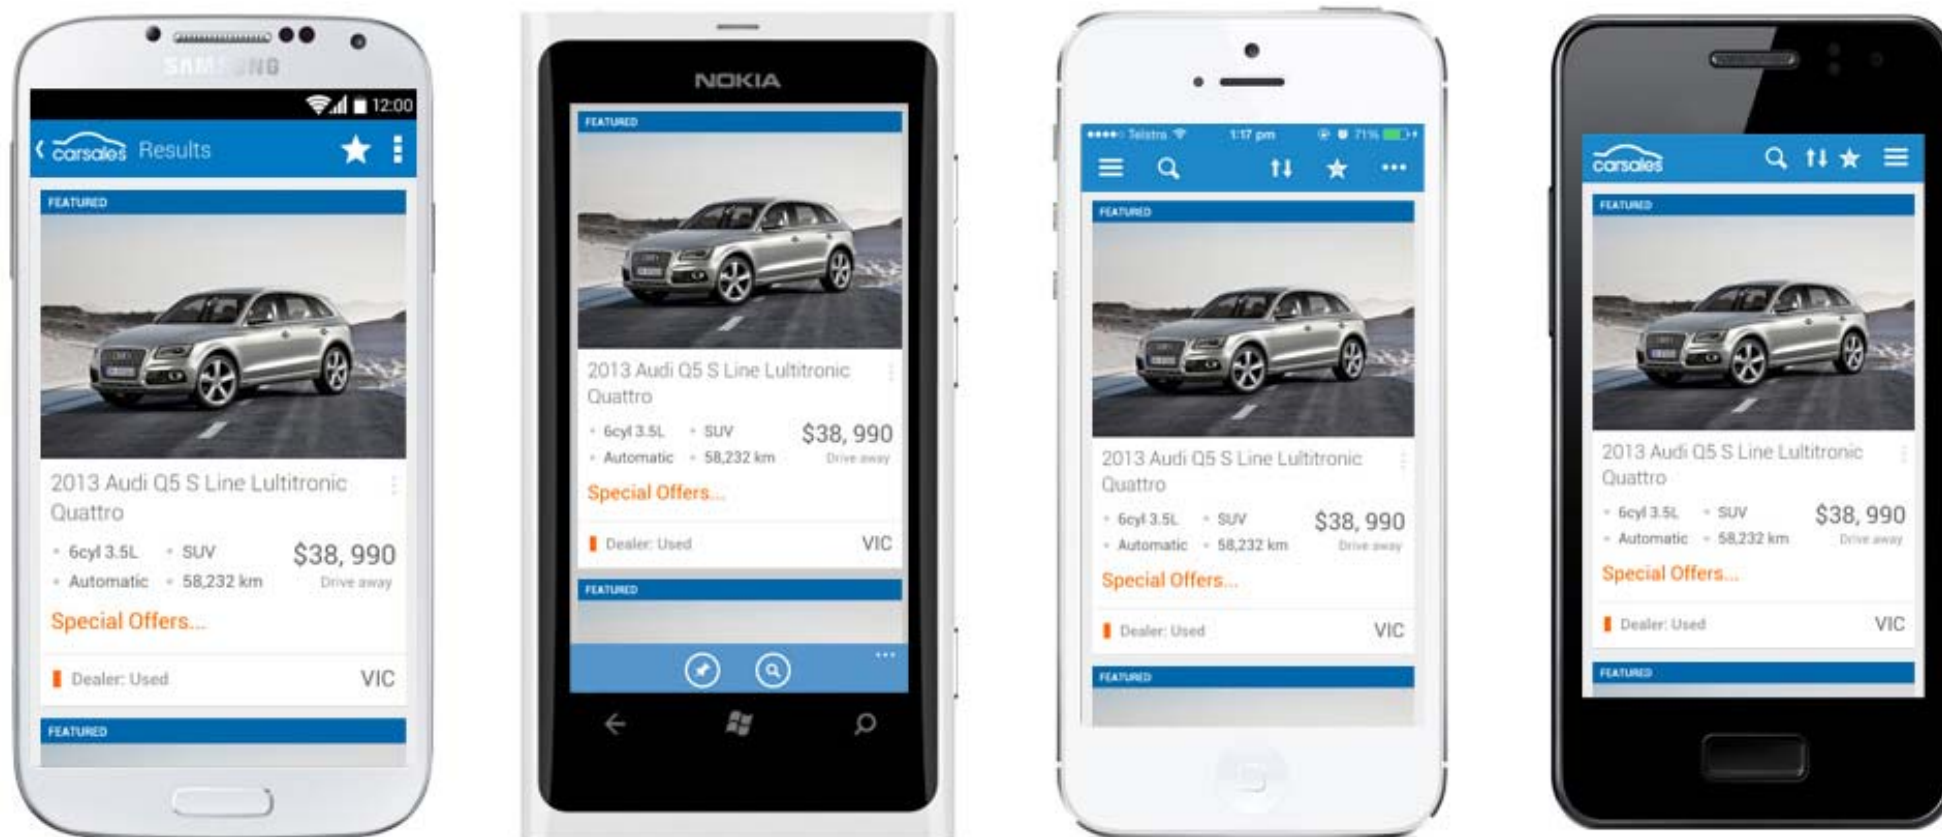 SAMSUNG
12:00
carsales Results
FEATURED
2013 Audi Q5 S Line Lultitronic
Quattro
6cyl 3.5L SUV $38, 990
Automatic 58,232 km Drive away
Special Offers...
Dealer: Used VIC
FEATURED
NOKIA
FEATURED
2013 Audi Q5 S Line Lultitronic
Quattro
6cyl 3.5L SUV $38, 990
Automatic 58,232 km Drive away
Special Offers...
Dealer: Used VIC
FEATURED
Telstra 1:17 pm 71%
FEATURED
2013 Audi Q5 S Line Lultitronic
Quattro
6cyl 3.5L SUV $38, 990
Automatic 58,232 km Drive away
Special Offers...
Dealer: Used VIC
FEATURED
carsales
FEATURED
2013 Audi Q5 S Line Lultitronic
Quattro
6cyl 3.5L SUV $38, 990
Automatic 58,232 km Drive away
Special Offers...
Dealer: Used VIC
FEATURED